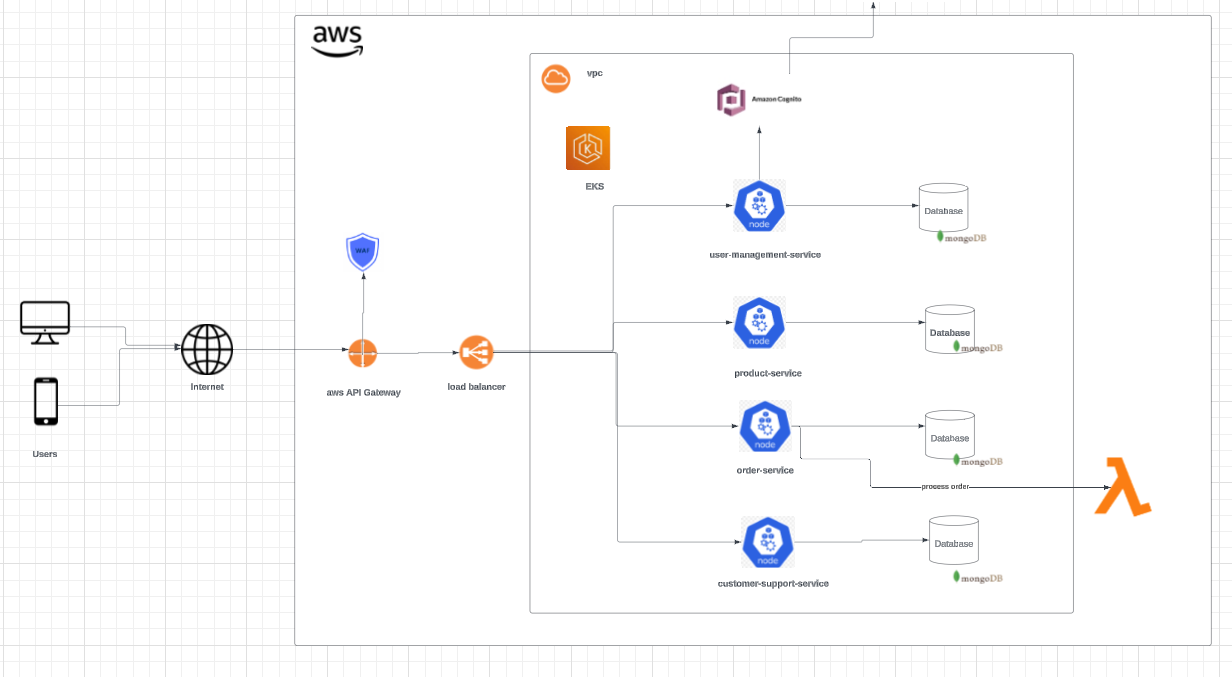 aws
vpc
Amazon Cognito
EKS
node
user-management-service
Database
mongoDB
WAF
Internet
Users
aws API Gateway
load balancer
node
product-service
Database
mongoDB
node
order-service
Database
mongoDB
process order
node
customer-support-service
Database
mongoDB